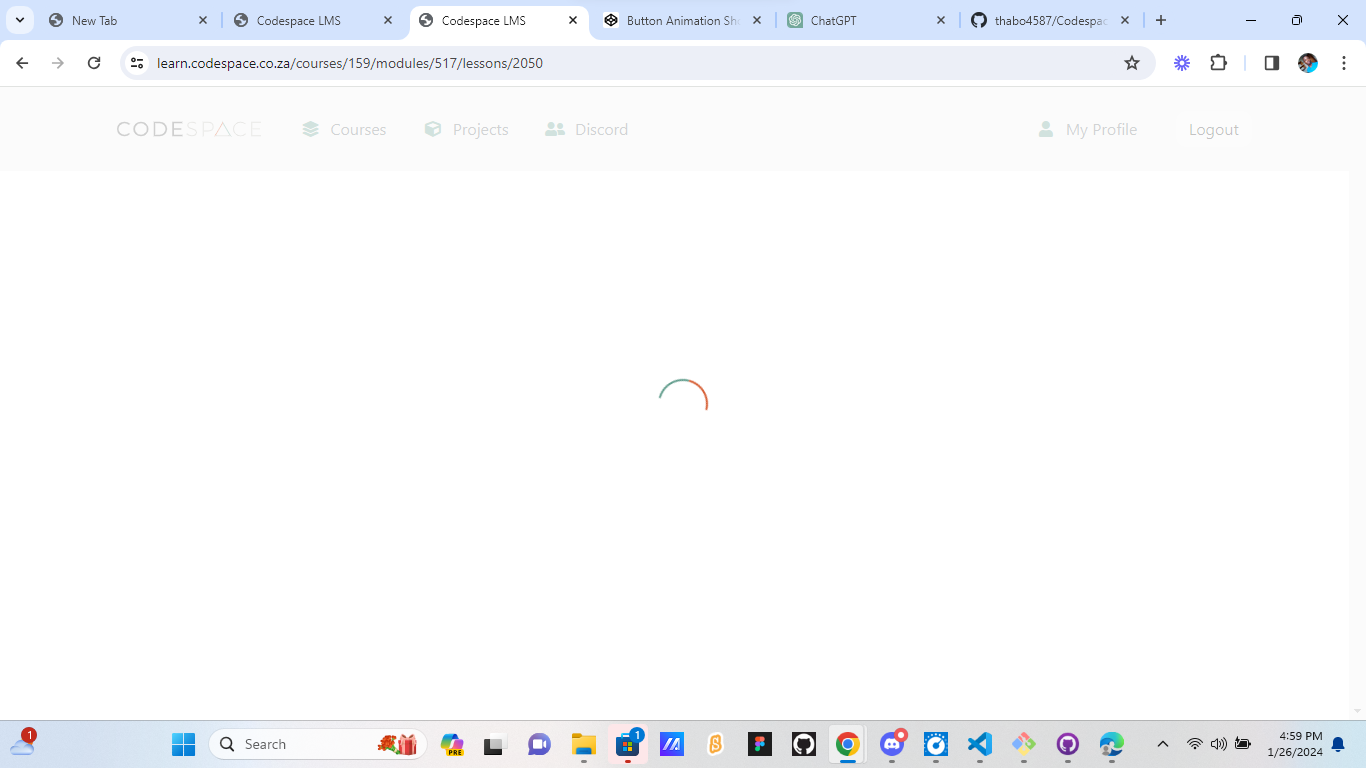 New Tab
Codespace LMS
Codespace LMS
Button Animation Sh
ChatGPT
thabo4587/Codespac
learn.codespace.co.za/courses/159/modules/517/lessons/2050
CODESPACE
Courses
Projects
Discord
My Profile
Logout
1
Search
PRE
1
4:59 PM
1/26/2024